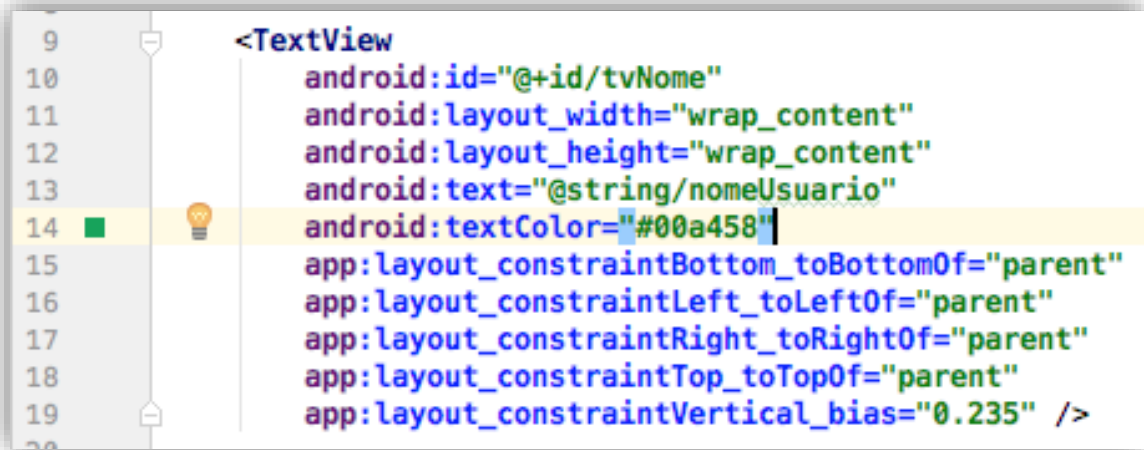 9 <TextView
10 android:id="@+id/tvNome"
11 android:layout_width="wrap_content"
12 android:layout_height="wrap_content"
13 android:text="@string/nomeUsuario"
14 android:textColor="#00a458"
15 app:layout_constraintBottom_toBottomOf="parent"
16 app:layout_constraintLeft_toLeftOf="parent"
17 app:layout_constraintRight_toRightOf="parent"
18 app:layout_constraintTop_toTopOf="parent"
19 app:layout_constraintVertical_bias="0.235" />